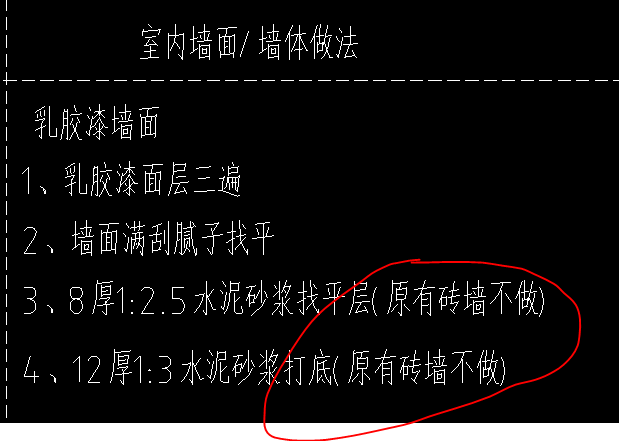 室内墙面/墙体做法
乳胶漆墙面
1、乳胶漆面层三遍
2、墙面满刮腻子找平
3、8厚1:2.5水泥砂浆找平层(原有砖墙不做)
4、12厚1:3水泥砂浆打底(原有砖墙不做)